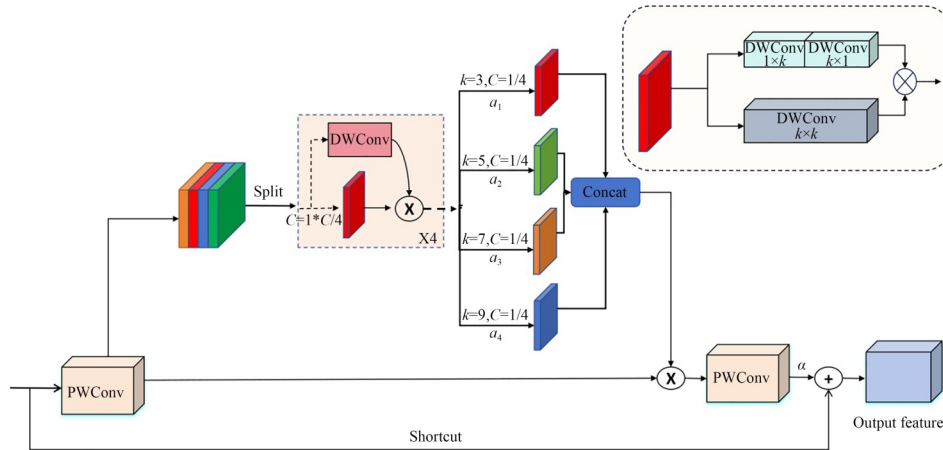 DWConv DWConv
1×k k×1
DWConv
k×k
k=3,C=1/4
a1
DWConv
k=5,C=1/4
a2
Split
Concat
C=1*C/4
X
X4
k=7,C=1/4
a3
k=9,C=1/4
a4
PWConv
X
PWConv
α
+
Output feature
Shortcut